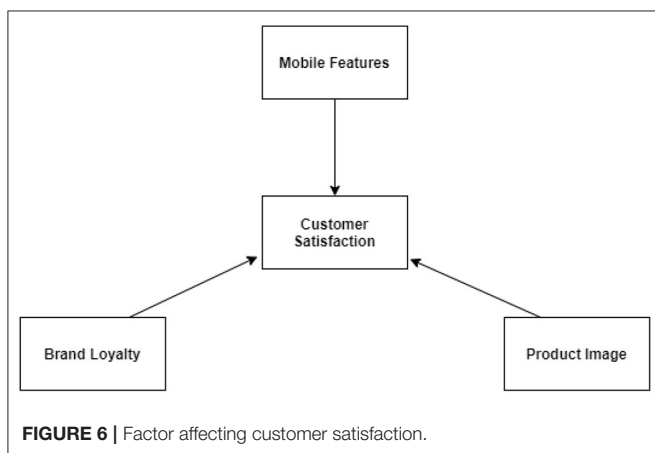 Mobile Features
Customer
Satisfaction
Brand Loyalty
Product Image
FIGURE 6 | Factor affecting customer satisfaction.